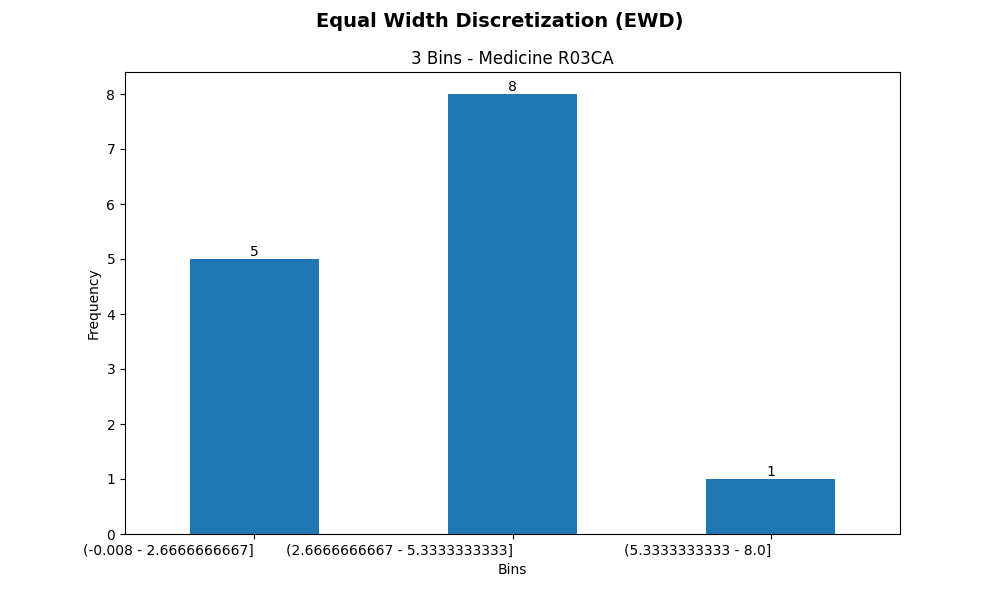 Equal Width Discretization (EWD)
3 Bins - Medicine R03CA
8
7
6
5
4
3
2
1
0
Frequency
5
8
1
(-0.008 - 2.6666666667]
(2.6666666667 - 5.3333333333]
(5.3333333333 - 8.0]
Bins